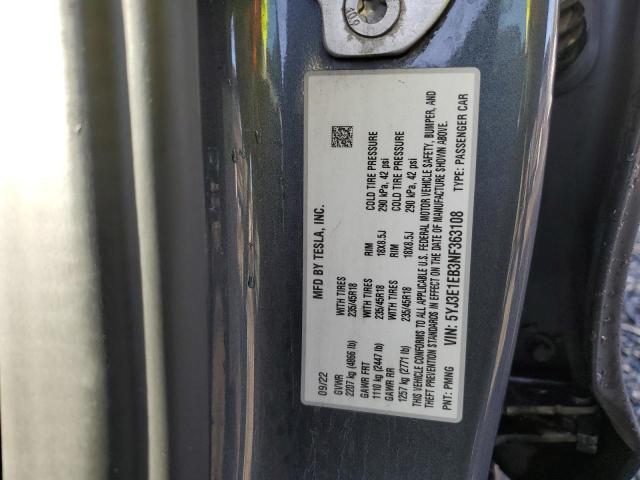 09/22 MFD BY TESLA, INC.
GVWR
2207 kg (4866 lb)
GAWR FRT WITH TIRES RIM COLD TIRE PRESSURE
1110 kg (2447 lb) 235/45R18 18X8.5J 290 kPa, 42 psi
GAWR RR WITH TIRES RIM COLD TIRE PRESSURE
1257 kg (2771 lb) 235/45R18 18X8.5J 290 kPa, 42 psi
THIS VEHICLE CONFORMS TO ALL APPLICABLE U.S. FEDERAL MOTOR VEHICLE SAFETY, BUMPER, AND
THEFT PREVENTION STANDARDS IN EFFECT ON THE DATE OF MANUFACTURE SHOWN ABOVE.
PNT: PMNG VIN: 5YJ3E1EB3NF363108 TYPE: PASSENGER CAR